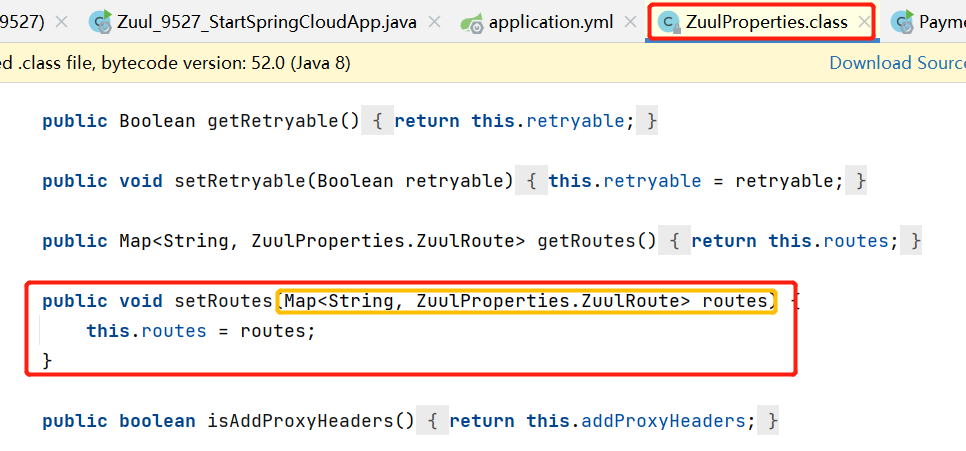 9527) × Zuul_9527_StartSpringCloudApp.java × application.yml × ZuulProperties.class × Payme
ed .class file, bytecode version: 52.0 (Java 8) Download Source
public Boolean getRetryable() { return this.retryable; }
public void setRetryable(Boolean retryable) { this.retryable = retryable; }
public Map<String, ZuulProperties.ZuulRoute> getRoutes() { return this.routes; }
public void setRoutes(Map<String, ZuulProperties.ZuulRoute> routes) {
this.routes = routes;
}
public boolean isAddProxyHeaders() { return this.addProxyHeaders; }